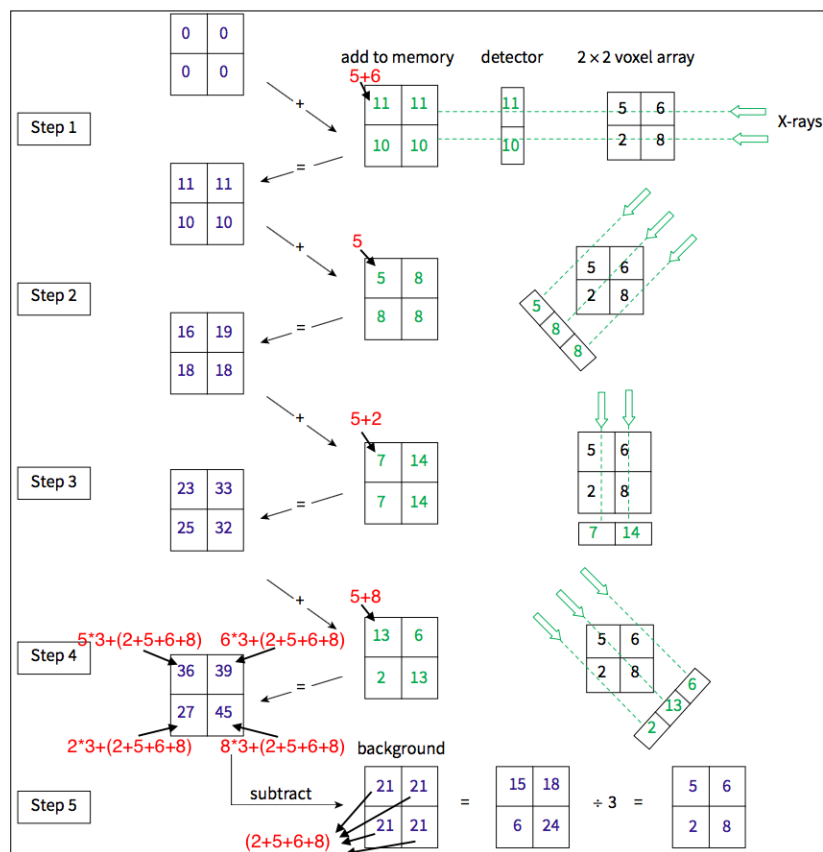 0 0
0 0
add to memory detector 2 × 2 voxel array
5+6
+
11 11 11 5 6
Step 1 X-rays
10 10 10 2 8
=
11 11
10 10
+
5
5 8 5 6
Step 2
8 8 2 8
=
5
8
8
16 19
18 18
+
5+2
7 14 5 6
Step 3
7 14 2 8
=
23 33
25 32
7 14
+
5+8
13 6 5 6
5*3+(2+5+6+8) 6*3+(2+5+6+8)
Step 4
36 39 2 13 2 8
=
6
13
2
27 45
2*3+(2+5+6+8) 8*3+(2+5+6+8)
background
Step 5 subtract
21 21 15 18 5 6
= ÷ 3 =
21 21 6 24 2 8
(2+5+6+8)